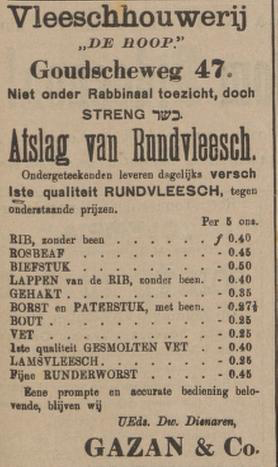 Vleeschhouwerij
„DE HOOP.”
Goudscheweg 47.
Niet onder Rabbinaal toezicht, doch
STRENG כשר.
Afslag van Rundvleesch.
Ondergeteekenden leveren dagelijks versch
1ste qualiteit RUNDVLEESCH, tegen
onderstaande prijzen.
Per 5 ons.
RIB, zonder been . . . . . . ƒ 0.40
ROSBEAF . . . . . . - 0.45
BIEFSTUK . . . . . . - 0.50
LAPPEN van de RIB, zonder been. - 0.40
GEHAKT . . . . . . - 0.35
BORST en PATERSTUK, met been. - 0.27½
BOUT . . . . . . - 0.25
VET . . . . . . - 0.25
1ste qualiteit GESMOLTEN VET . - 0.40
LAMSVLEESCH. . . . . . - 0.25
Fijne RUNDERWORST . . . . - 0.45
Eene prompte en accurate bediening belo-
vende, blijven wij
UEds. Dw. Dienaren,
GAZAN & Co.